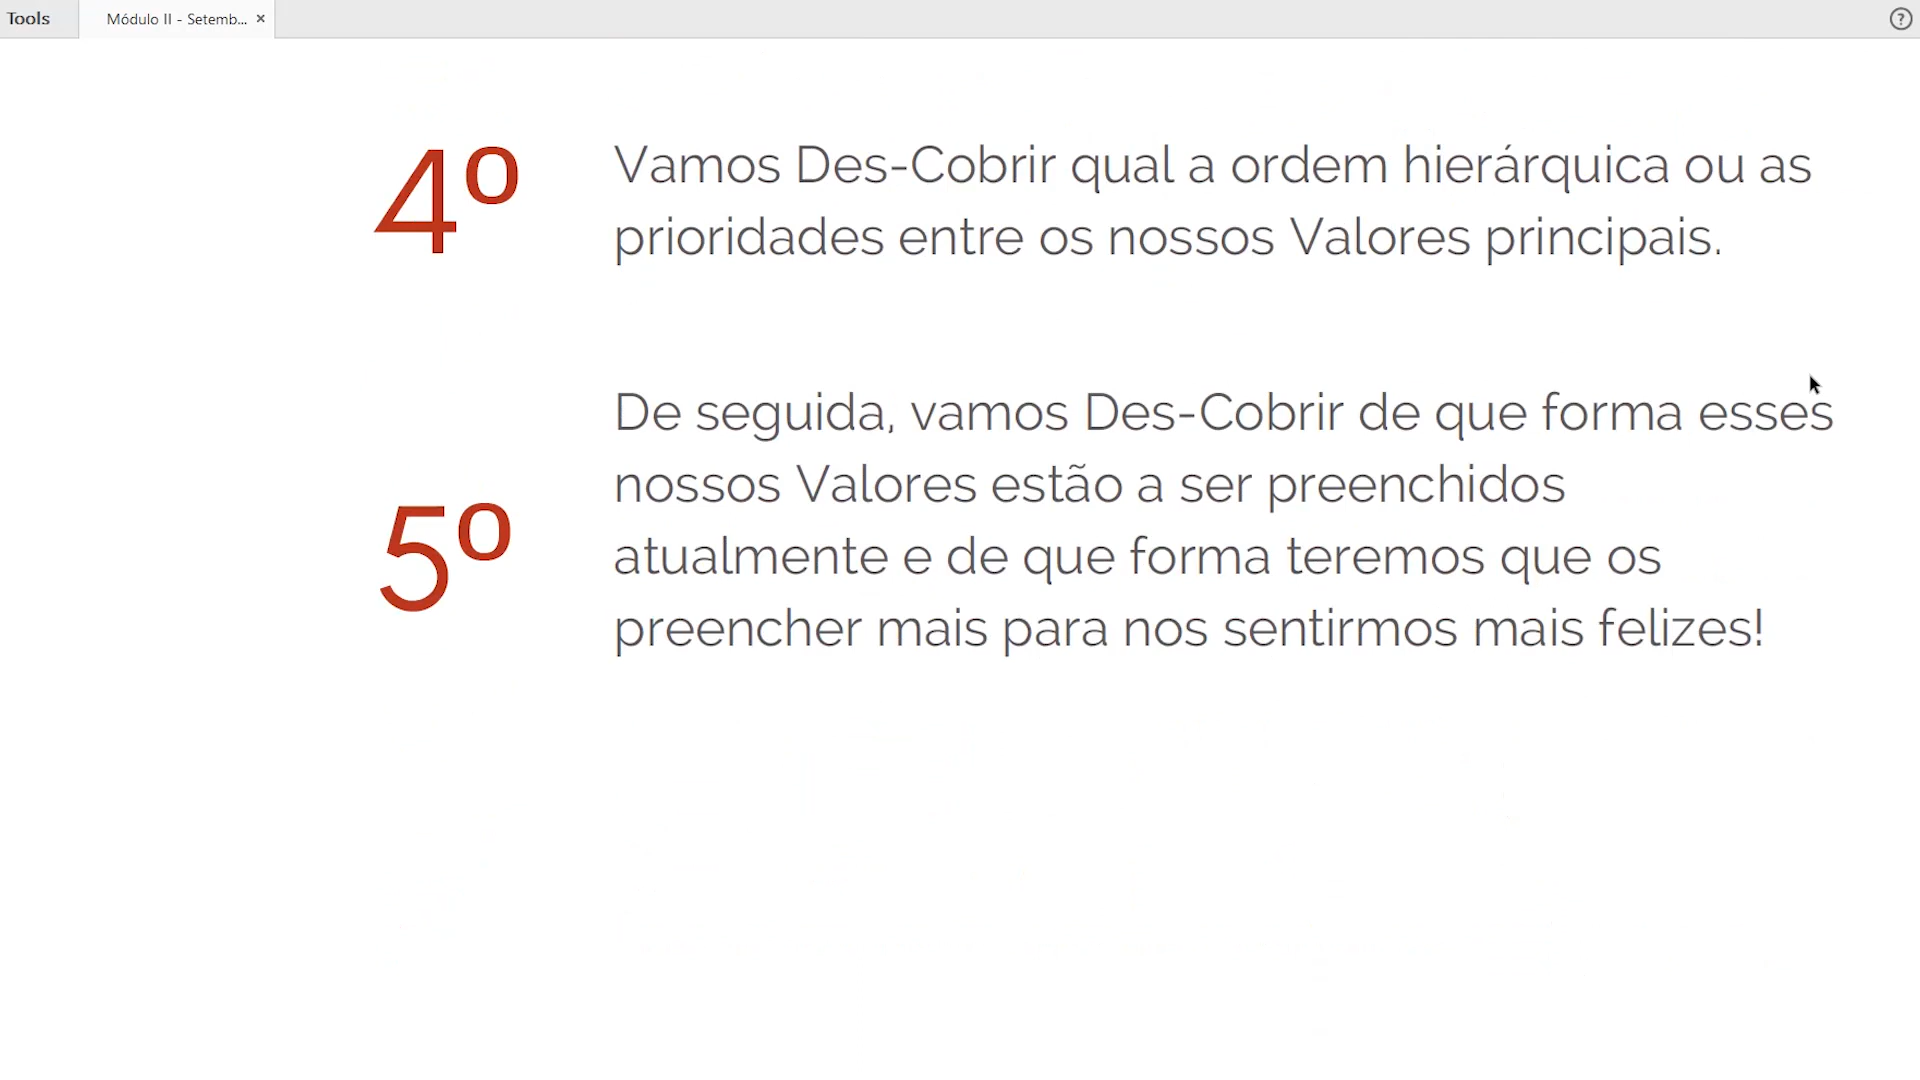 Tools
Módulo II - Setemb... ×
?
4º
Vamos Des-Cobrir qual a ordem hierárquica ou as
prioridades entre os nossos Valores principais.
5º
De seguida, vamos Des-Cobrir de que forma esses
nossos Valores estão a ser preenchidos
atualmente e de que forma teremos que os
preencher mais para nos sentirmos mais felizes!